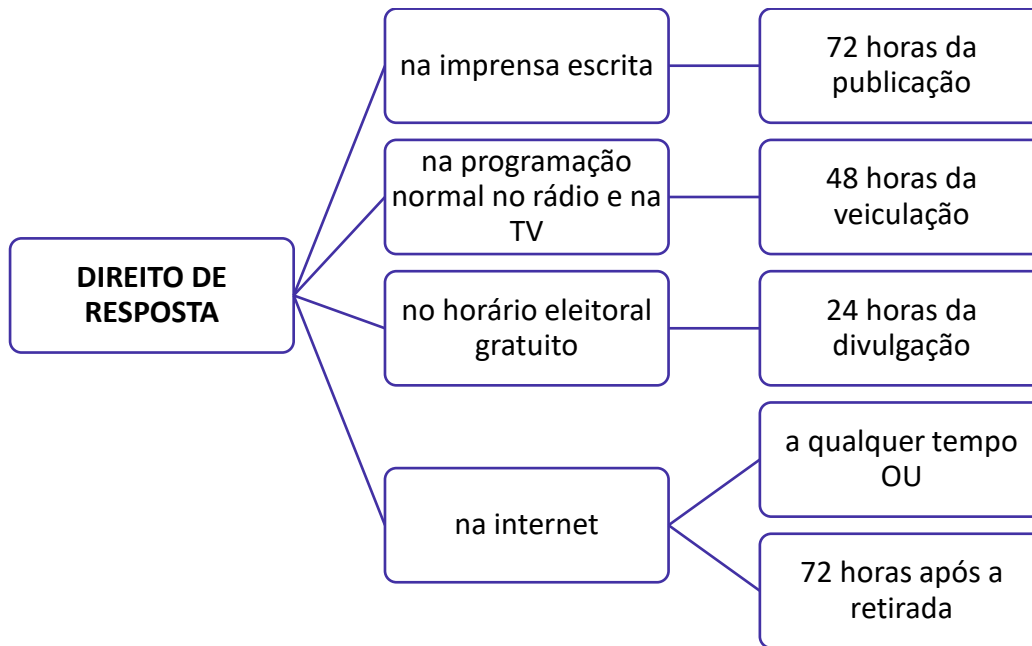 DIREITO DE
RESPOSTA
na imprensa escrita
72 horas da
publicação
na programação
normal no rádio e na
TV
48 horas da
veiculação
no horário eleitoral
gratuito
24 horas da
divulgação
na internet
a qualquer tempo
OU
72 horas após a
retirada